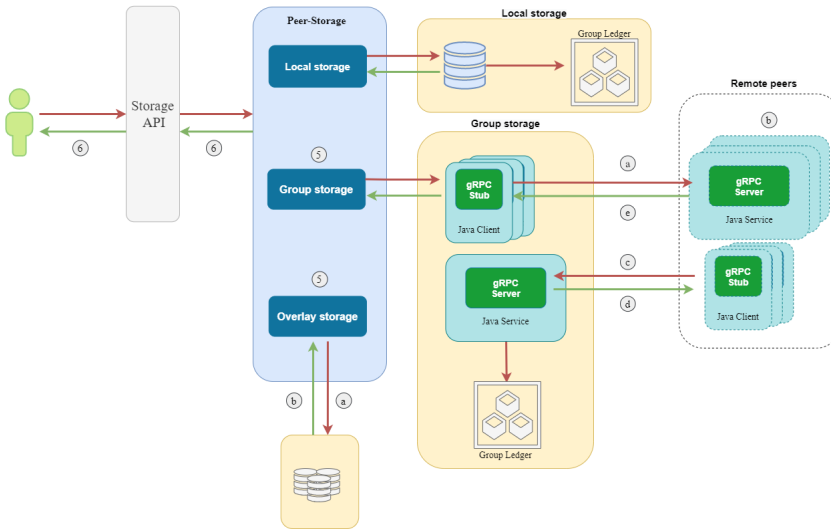 Peer-Storage
Local storage
Group Ledger
Local storage
Remote peers
b
Storage
API
Group storage
5
6
6
a
gRPC
Stub
gRPC
Server
Group storage
e
Java Client
Java Service
c
gRPC
Server
gRPC
Stub
5
d
Overlay storage
Java Service
Java Client
b
a
Group Ledger